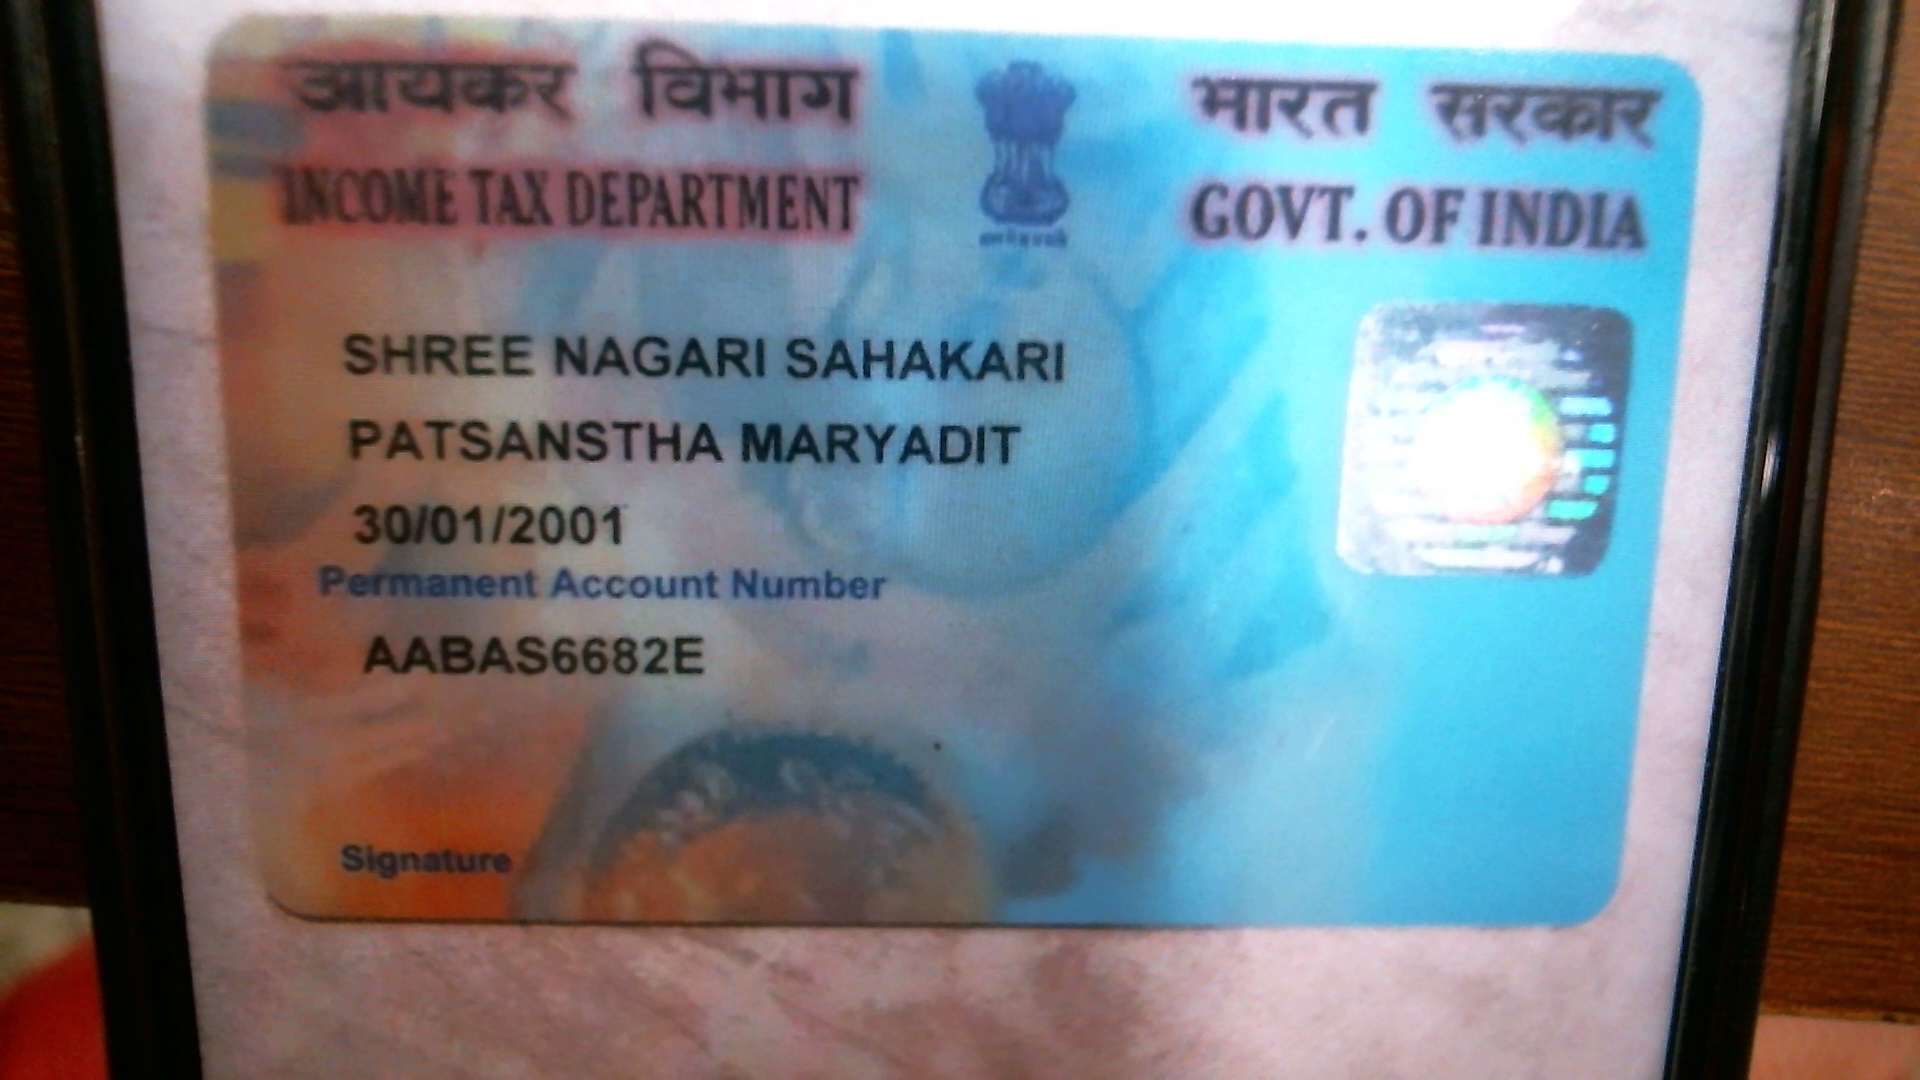 आयकर विभाग
INCOME TAX DEPARTMENT
भारत सरकार
GOVT. OF INDIA
SHREE NAGARI SAHAKARI
PATSANSTHA MARYADIT
30/01/2001
Permanent Account Number
AABAS6682E
Signature